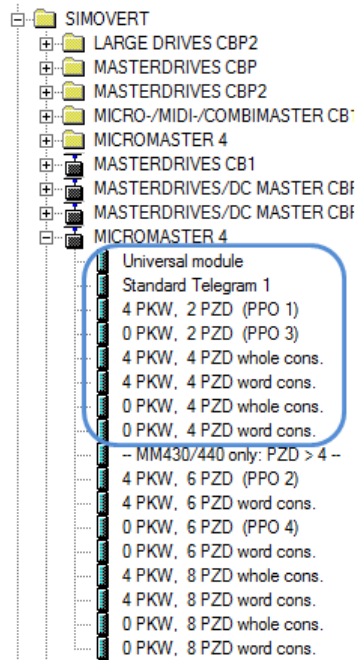 SIMOVERT
LARGE DRIVES CBP2
MASTERDRIVES CBP
MASTERDRIVES CBP2
MICRO-/MIDI-/COMBIMASTER CB1
MICROMASTER 4
MASTERDRIVES CB1
MASTERDRIVES/DC MASTER CBP
MASTERDRIVES/DC MASTER CBP
MICROMASTER 4
Universal module
Standard Telegram 1
4 PKW, 2 PZD (PPO 1)
0 PKW, 2 PZD (PPO 3)
4 PKW, 4 PZD whole cons.
4 PKW, 4 PZD word cons.
0 PKW, 4 PZD whole cons.
0 PKW, 4 PZD word cons.
-- MM430/440 only: PZD > 4 --
4 PKW, 6 PZD (PPO 2)
4 PKW, 6 PZD word cons.
0 PKW, 6 PZD (PPO 4)
0 PKW, 6 PZD word cons.
4 PKW, 8 PZD whole cons.
4 PKW, 8 PZD word cons.
0 PKW, 8 PZD whole cons.
0 PKW, 8 PZD word cons.